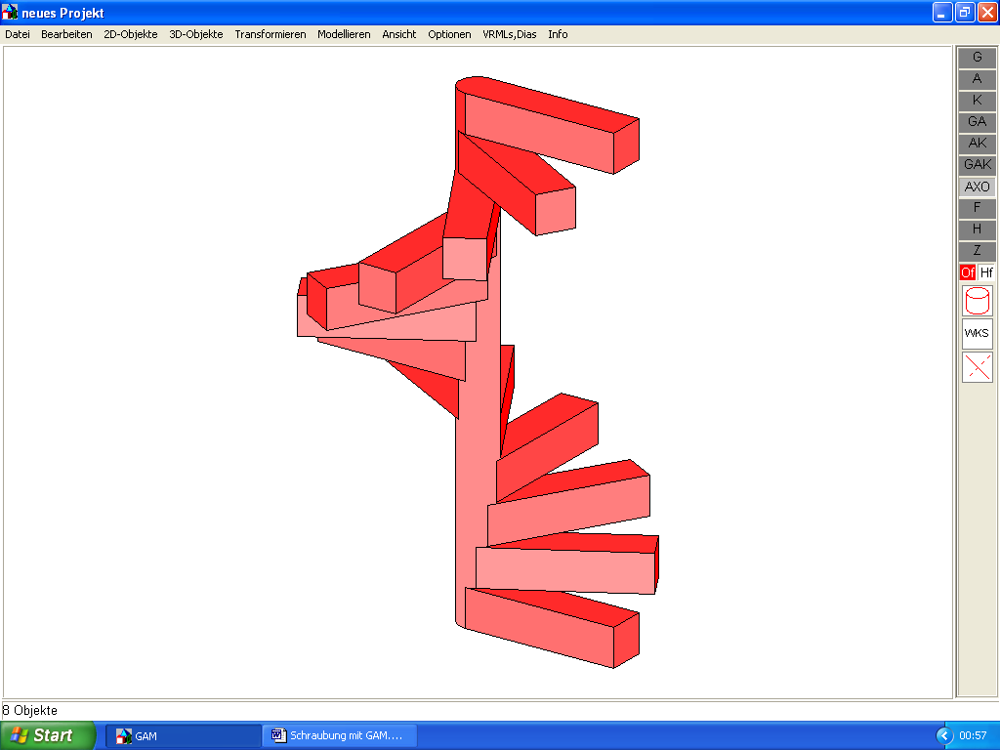 neues Projekt
Datei Bearbeiten 2D-Objekte 3D-Objekte Transformieren Modellieren Ansicht Optionen VRMLs,Dias Info
G
A
K
GA
AK
GAK
AXO
F
H
Z
Of Hf
WKS
8 Objekte
Start GAM Schraubung mit GAM.... 00:57